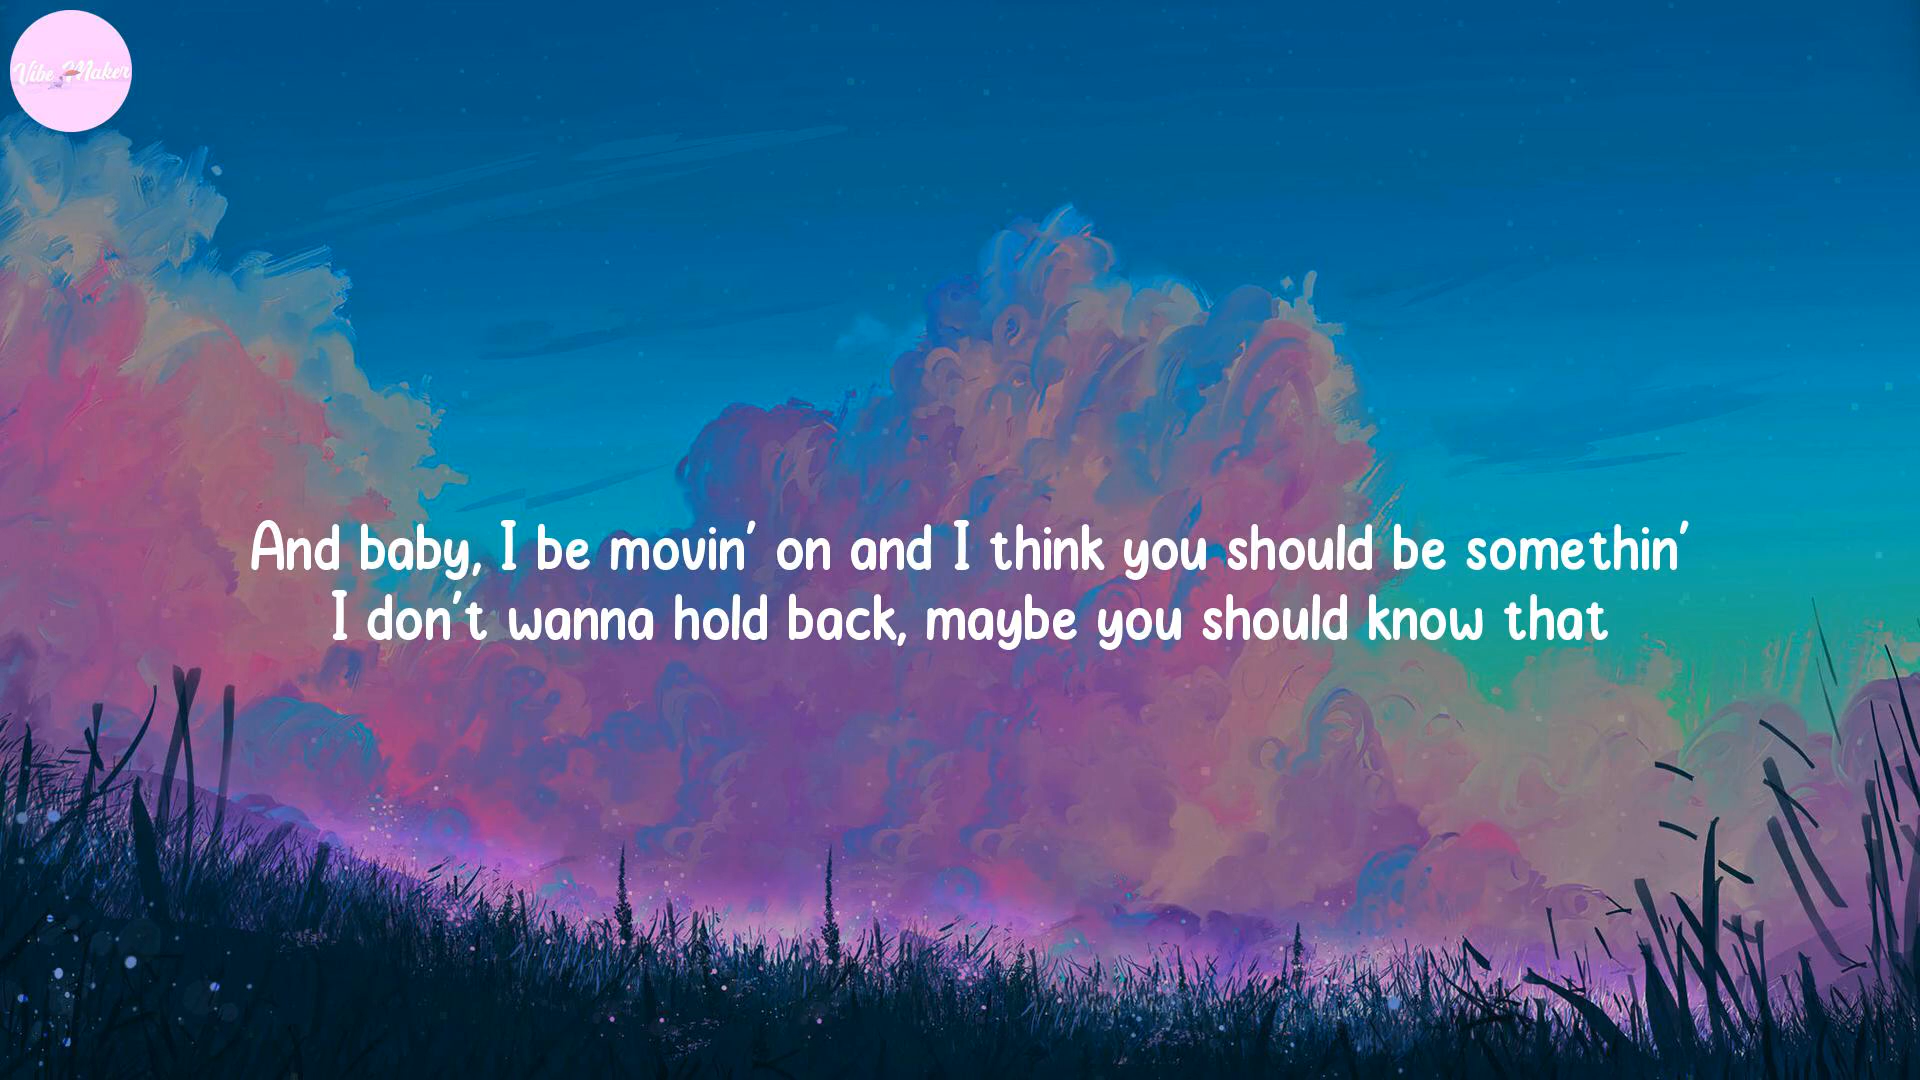 Vibe Maker
And baby, I be movin' on and I think you should be somethin'
I don't wanna hold back, maybe you should know that